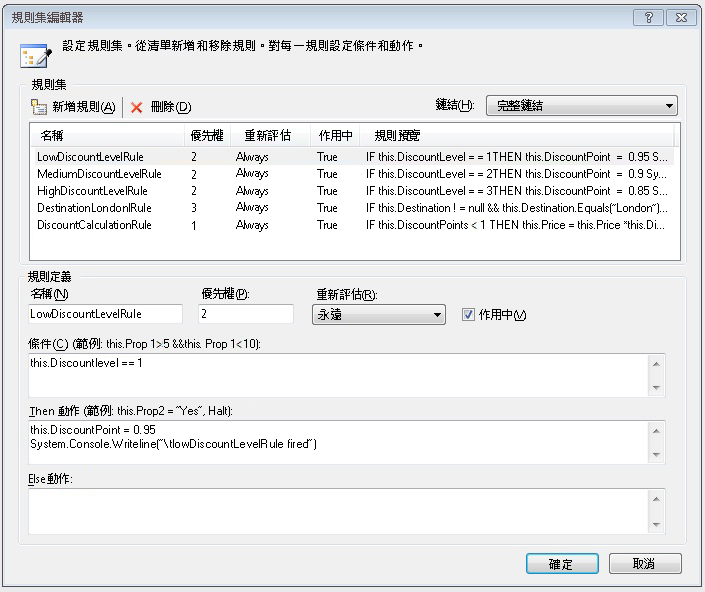 規則集編輯器
設定規則集。從清單新增和移除規則。對每一規則設定條件和動作。
規則集
新增規則(A) 刪除(D) 鏈結(H): 完整鏈結
名稱 優先權 重新評估 作用中 規則預覽
LowDiscountLevelRule 2 Always True IF this.DiscountLevel == 1THEN this.DiscountPoint = 0.95 S...
MediumDiscountLevelRule 2 Always True IF this.DiscountLevel == 2THEN this.DiscountPoint = 0.9 Sy...
HighDiscountLevelRule 2 Always True IF this.DiscountLevel == 3THEN this.DiscountPoint = 0.85 S...
DestinationLondonlRule 3 Always True IF this.Destination ! = null && this.Destination.Equals("London")...
DiscountCalculationRule 1 Always True IF this.DiscountPoints < 1 THEN this.Price = this.Price *this.Di...
規則定義
名稱(N) 優先權(P): 重新評估(R):
LowDiscountLevelRule 2 永遠 作用中(V)
條件(C) (範例: this.Prop 1>5 &&this. Prop 1<10):
this.Discountlevel == 1
Then 動作 (範例: this.Prop2 = "Yes", Halt):
this.DiscountPoint = 0.95
System.Console.Writeline("\tlowDiscountLevelRule fired")
Else動作:
確定 取消